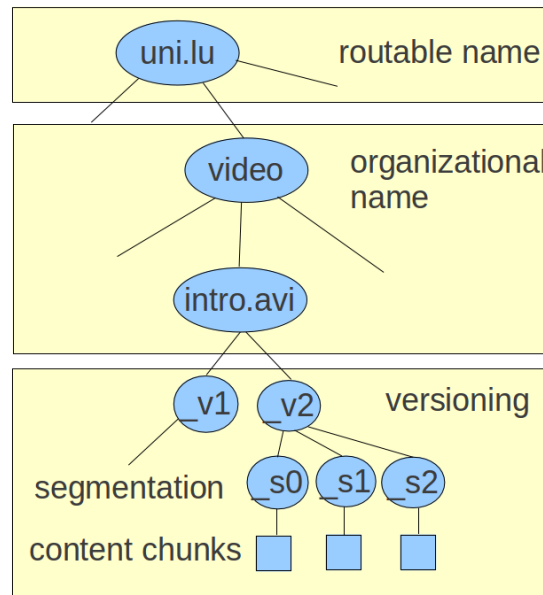 uni.lu
routable name
video
organizational
name
intro.avi
_v1
_v2
versioning
segmentation
_s0
_s1
_s2
content chunks